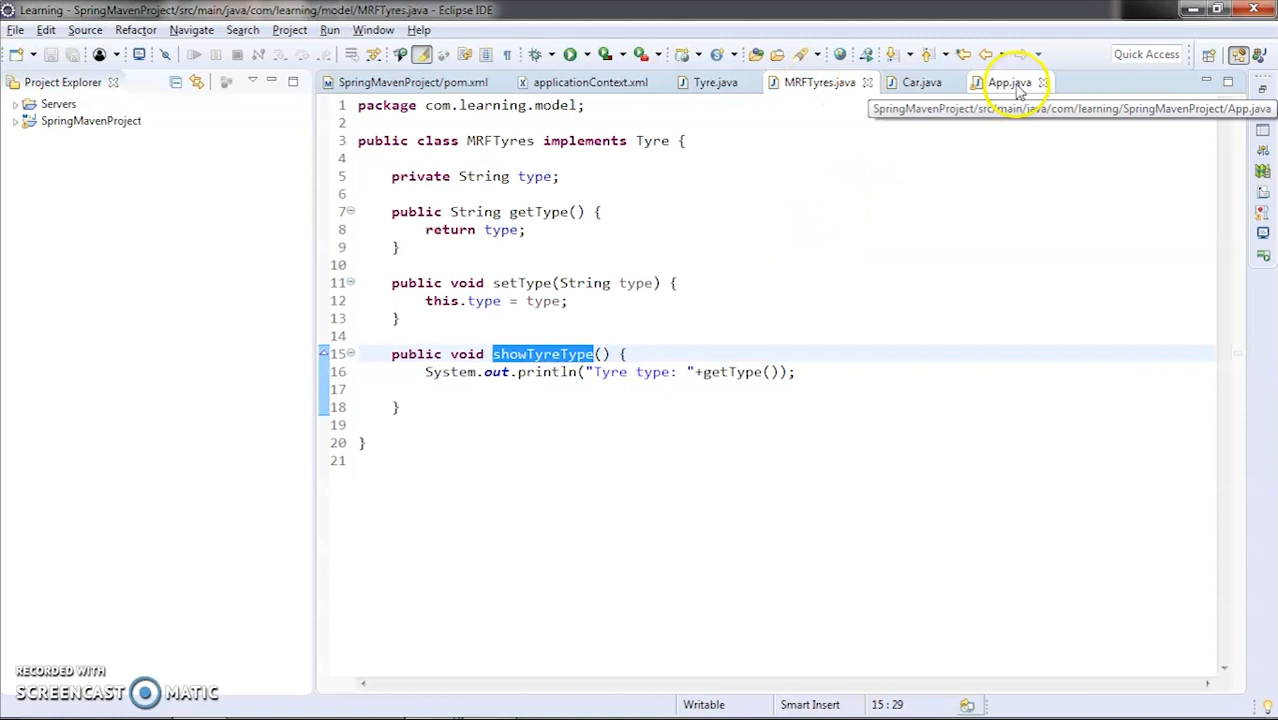 Learning - SpringMavenProject/src/main/java/com/learning/model/MRFTyres.java - Eclipse IDE
File Edit Source Refactor Navigate Search Project Run Window Help
Quick Access
Project Explorer
SpringMavenProject/pom.xml applicationContext.xml Tyre.java MRFTyres.java Car.java App.java
SpringMavenProject/src/main/java/com/learning/SpringMavenProject/App.java
Servers
SpringMavenProject
1 package com.learning.model;
2
3 public class MRFTyres implements Tyre {
4
5 private String type;
6
7 public String getType() {
8 return type;
9 }
10
11 public void setType(String type) {
12 this.type = type;
13 }
14
15 public void showTyreType() {
16 System.out.println("Tyre type: "+getType());
17
18 }
19
20 }
21
RECORDED WITH
SCREENCAST MATIC
Writable Smart Insert 15 : 29